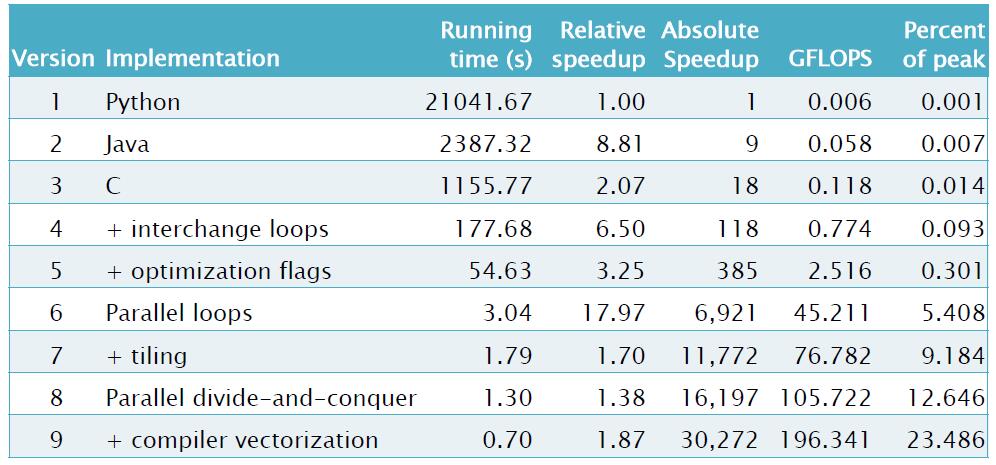 Running Relative Absolute Percent
Version Implementation time (s) speedup Speedup GFLOPS of peak
1 Python 21041.67 1.00 1 0.006 0.001
2 Java 2387.32 8.81 9 0.058 0.007
3 C 1155.77 2.07 18 0.118 0.014
4 + interchange loops 177.68 6.50 118 0.774 0.093
5 + optimization flags 54.63 3.25 385 2.516 0.301
6 Parallel loops 3.04 17.97 6,921 45.211 5.408
7 + tiling 1.79 1.70 11,772 76.782 9.184
8 Parallel divide-and-conquer 1.30 1.38 16,197 105.722 12.646
9 + compiler vectorization 0.70 1.87 30,272 196.341 23.486